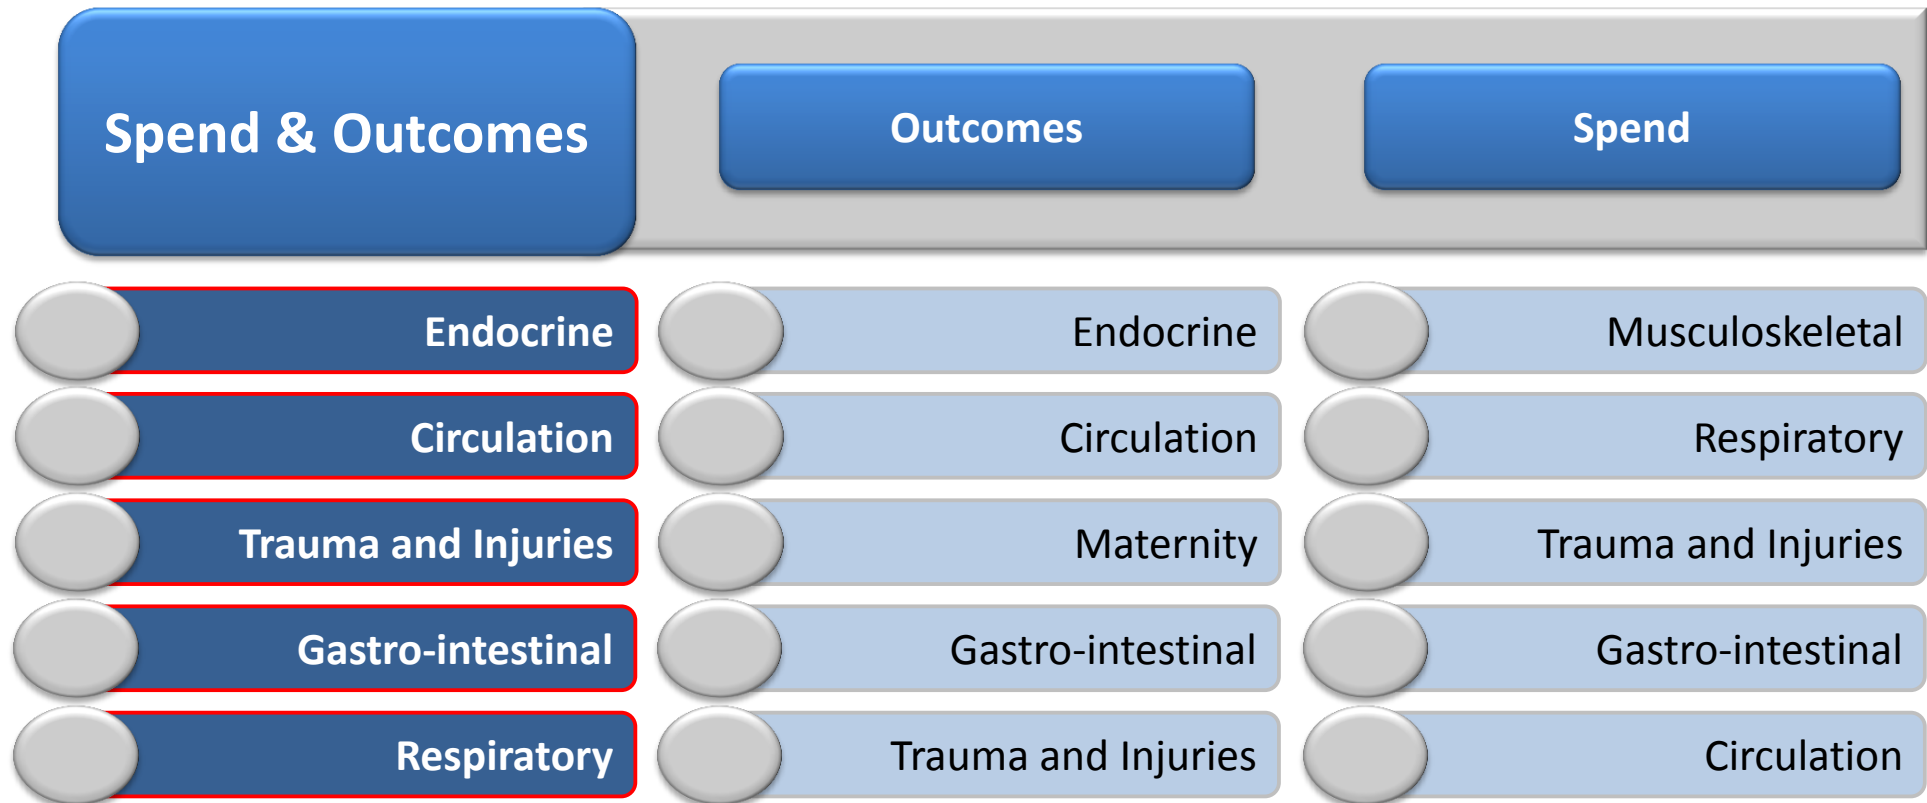 Spend & Outcomes
Outcomes
Spend
Endocrine
Endocrine
Musculoskeletal
Circulation
Circulation
Respiratory
Trauma and Injuries
Maternity
Trauma and Injuries
Gastro-intestinal
Gastro-intestinal
Gastro-intestinal
Respiratory
Trauma and Injuries
Circulation